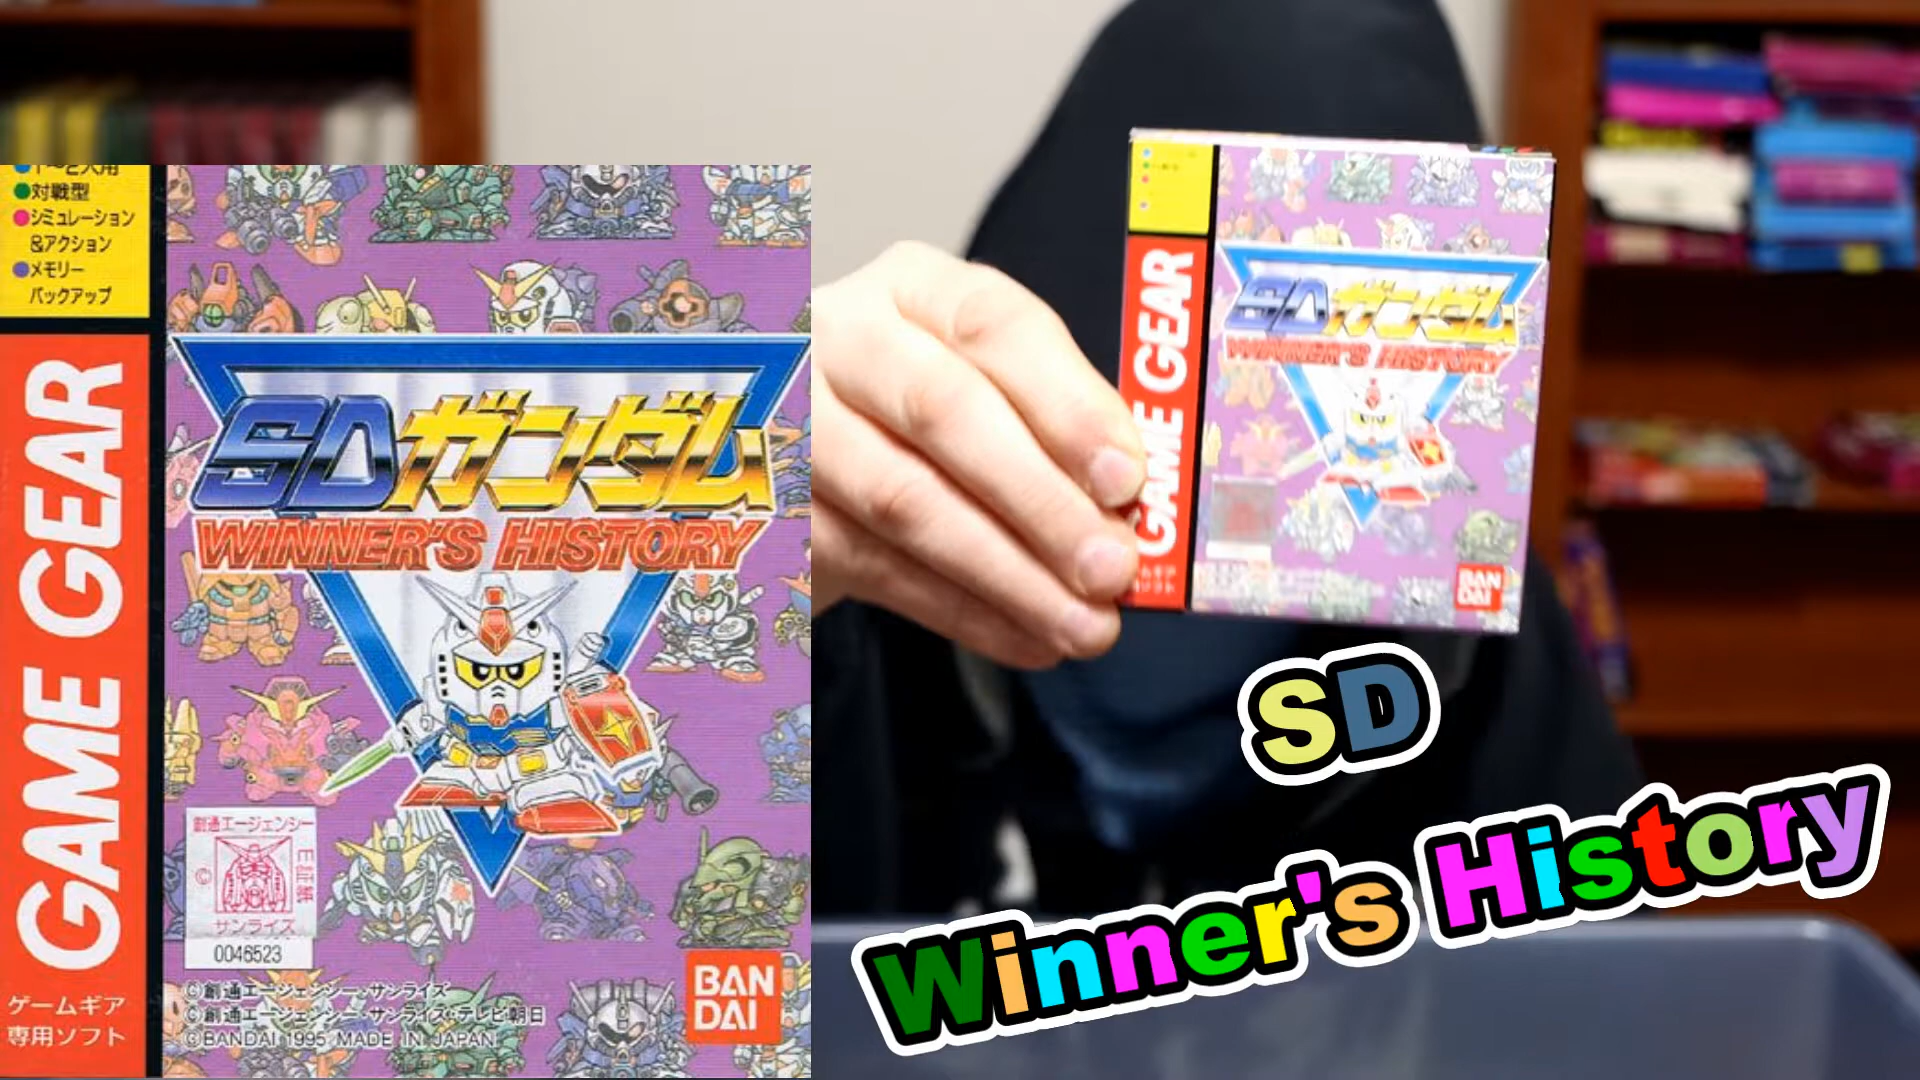 1~2人用
対戦型
シミュレーション
&アクション
メモリー
バックアップ
GAME GEAR
ゲームギア
専用ソフト
SDガンダム
WINNER'S HISTORY
創通エージェンシー
©
証紙
サンライズ
0046523
©創通エージェンシー・サンライズ
©創通エージェンシー・サンライズ・テレビ朝日
©BANDAI 1995 MADE IN JAPAN
BAN
DAI
GAME GEAR
SDガンダム
WINNER'S HISTORY
BAN
DAI
SD
Winner's History